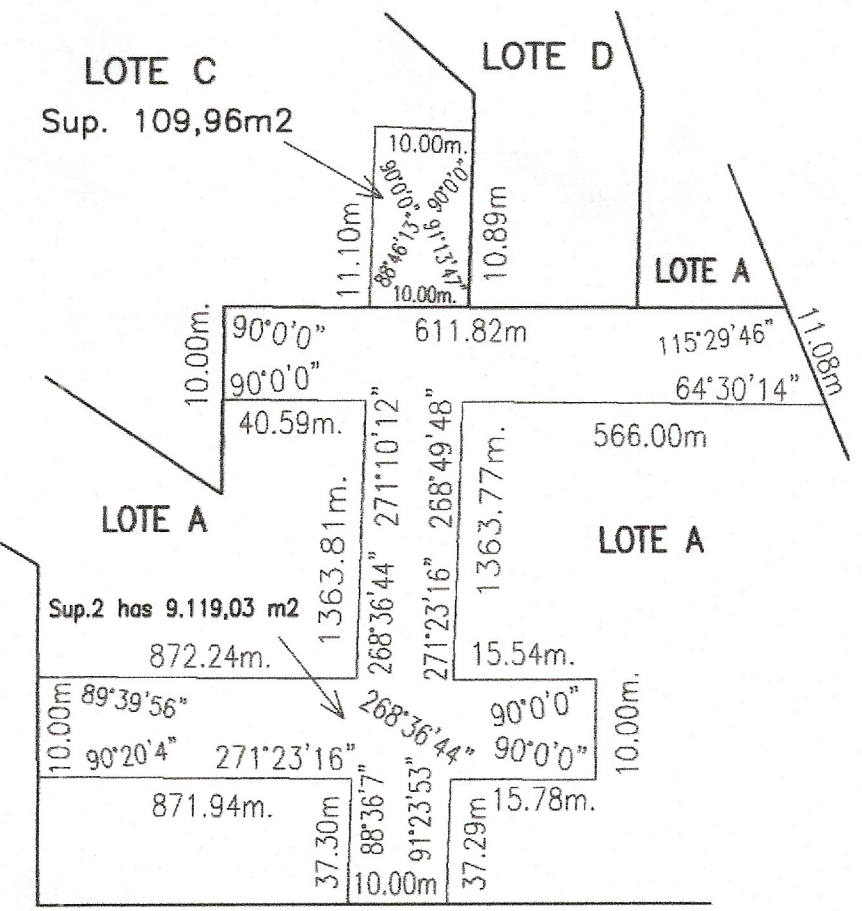 LOTE C
LOTE D
Sup. 109,96m2
10.00m.
90°0'0"
90°0'0"
11.10m
88°46'13"
91°13'47"
10.89m
10.00m.
LOTE A
10.00m.
90°0'0"
611.82m
115°29'46"
11.08m
90°0'0"
64°30'14"
40.59m.
271°10'12"
268°49'48"
566.00m
LOTE A
1363.81m.
1363.77m.
LOTE A
268°36'44"
271°23'16"
Sup.2 has 9.119,03 m2
872.24m.
15.54m.
10.00m
89°39'56"
268°36'44"
90°0'0"
10.00m.
90°20'4"
271°23'16"
90°0'0"
871.94m.
88°36'7"
91°23'53"
15.78m.
37.30m
37.29m
10.00m